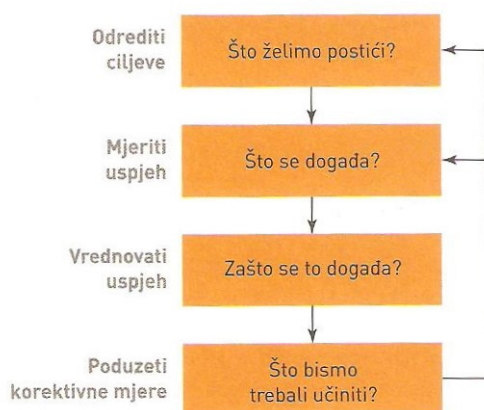 Odrediti
ciljeve
Što želimo postići?
Mjeriti
uspjeh
Što se događa?
Vrednovati
uspjeh
Zašto se to događa?
Poduzeti
korektivne mjere
Što bismo
trebali učiniti?